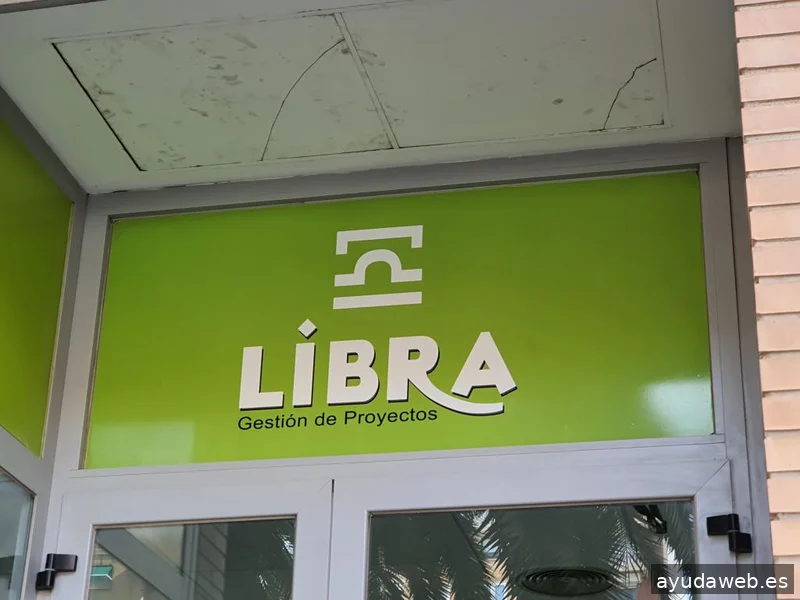 LiBRA
Gestión de Proyectos
ayudaweb.es